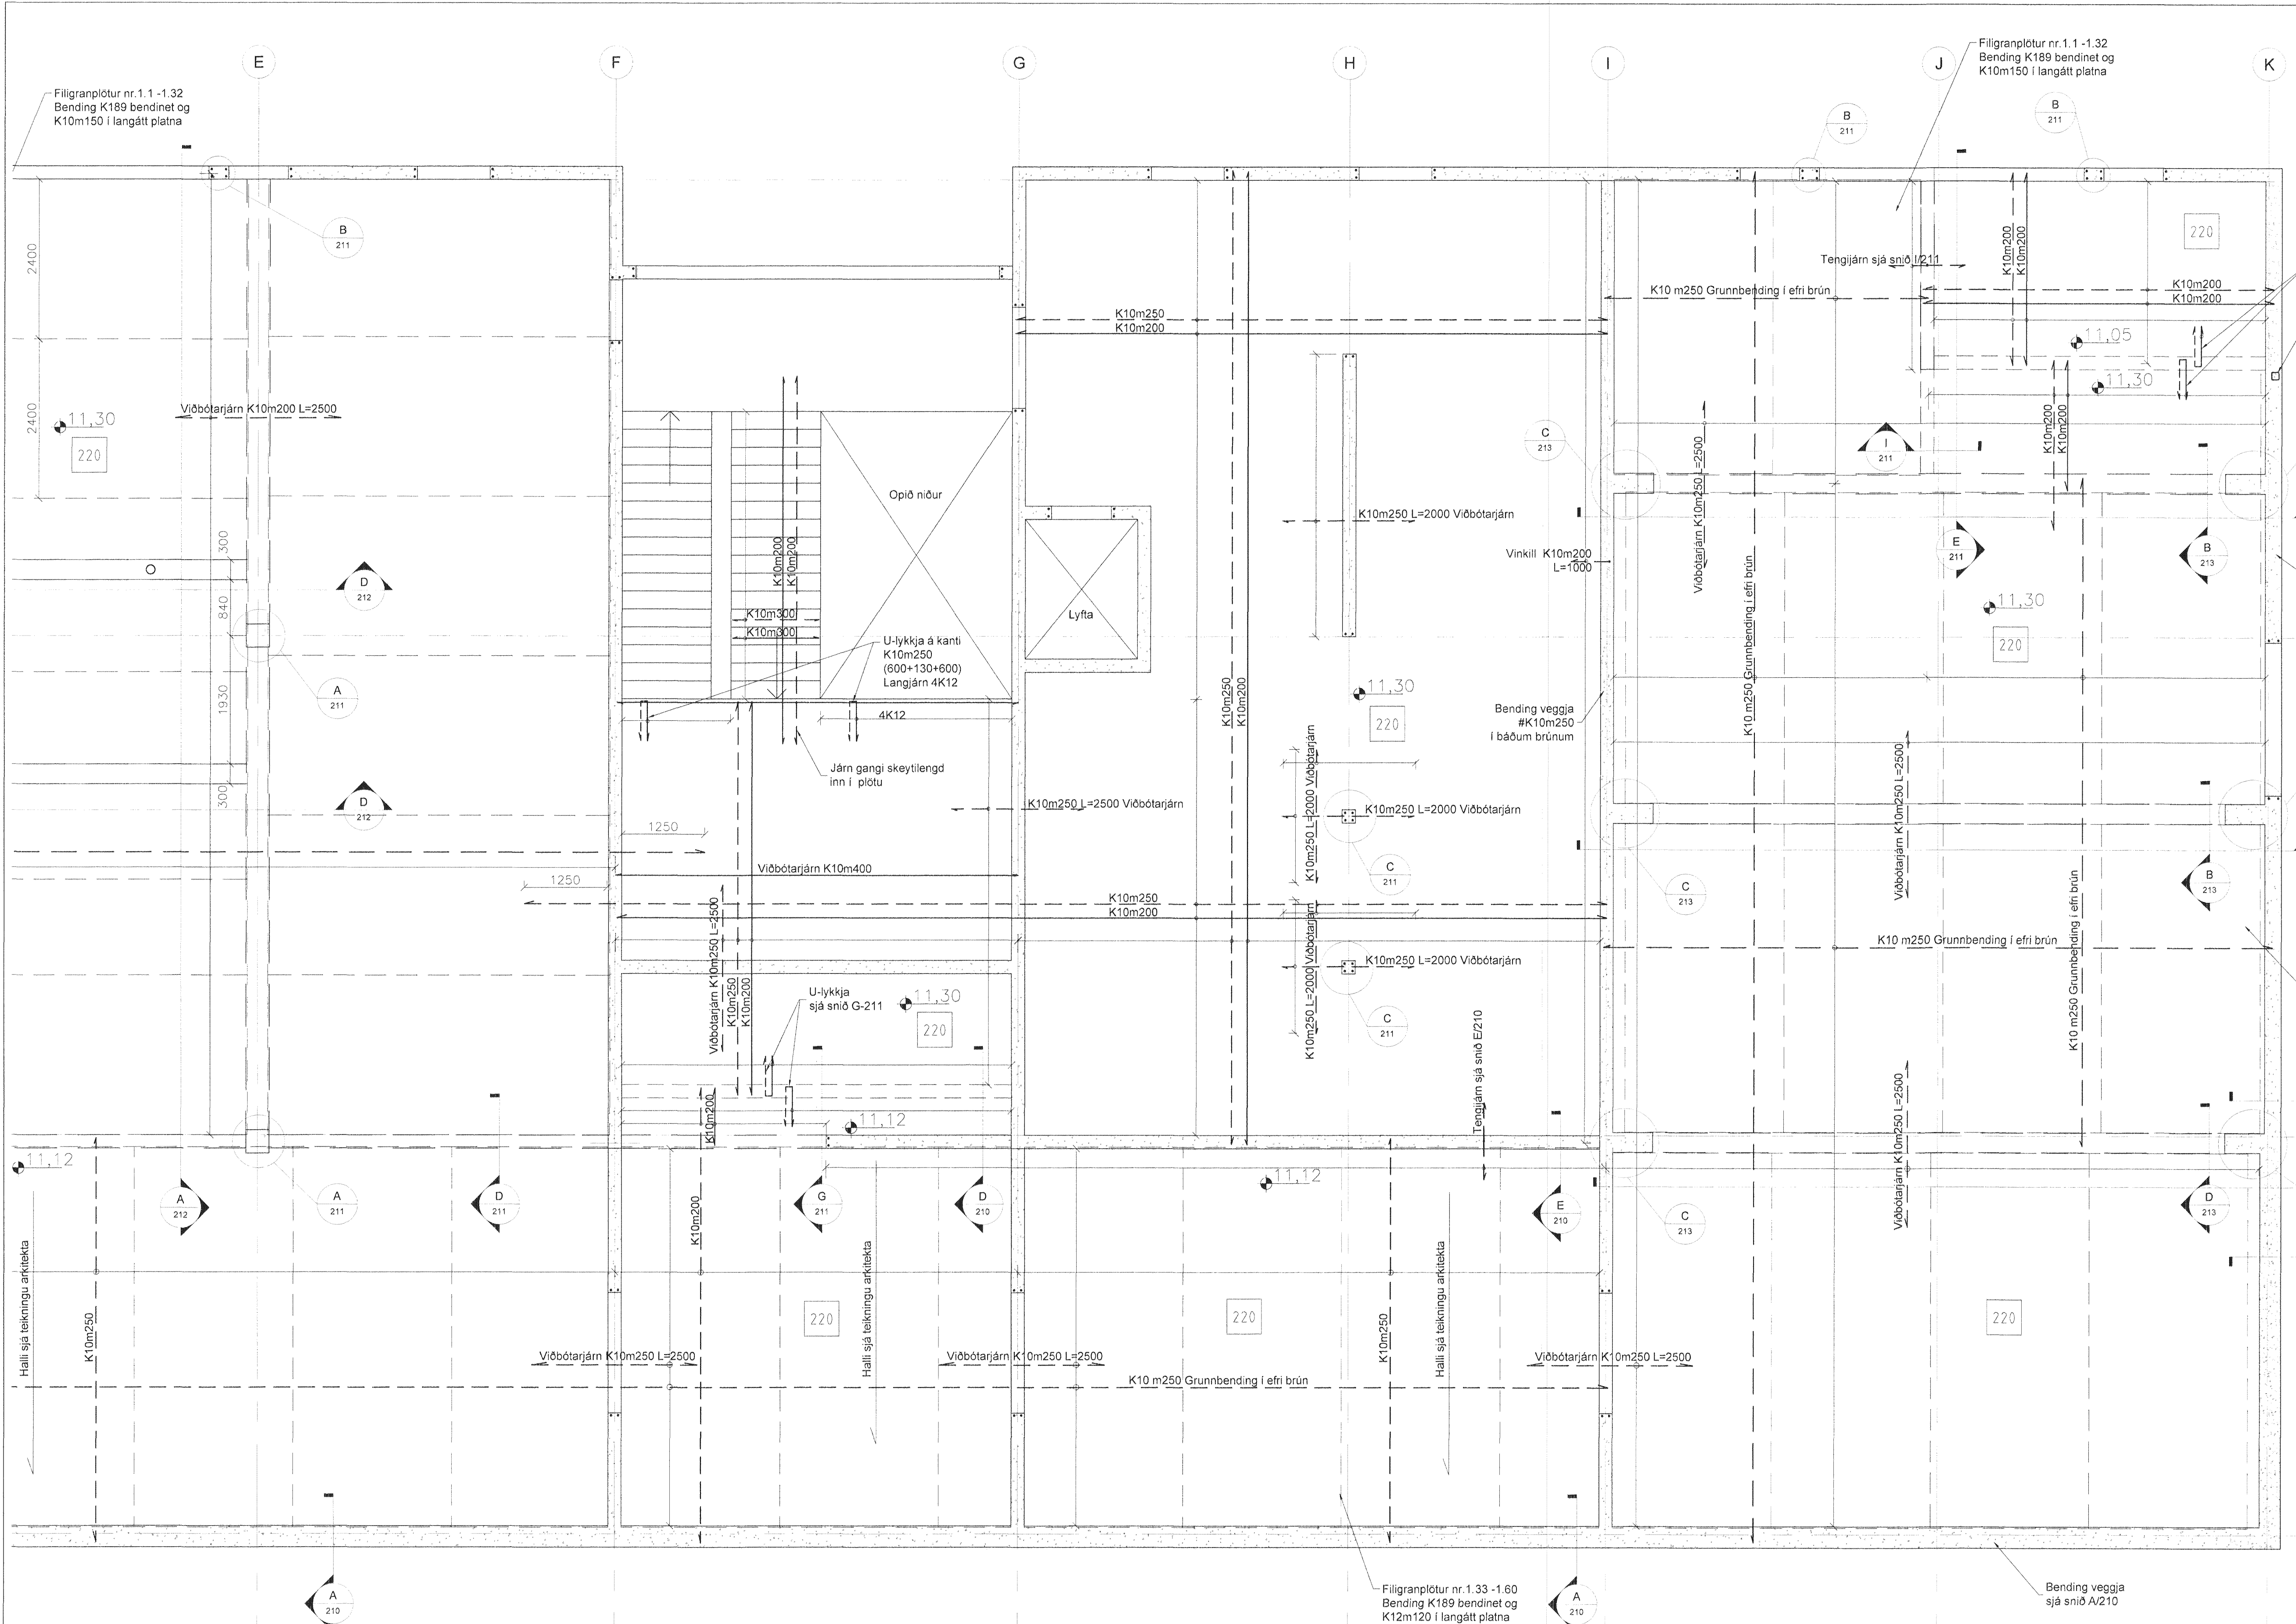 E
F
G
H
I
J
K
Filigranplötur nr.1.1 -1.32
Bending K189 bendinet og
K10m150 í langátt platna
Filigranplötur nr.1.1 -1.32
Bending K189 bendinet og
K10m150 í langátt platna
B
211
B
211
B
211
2400
2400
220
Tengijárn sjá snið I/211
K10m200
K10m200
K10 m250 Grunnbending í efri brún
K10m200
K10m200
K10m250
K10m200
11,05
11,30
Viðbótarjárn K10m200 L=2500
11,30
220
Opið niður
C
213
Viðbótarjárn K10m250 L=2500
I
211
K10m200
K10m200
K10m250 L=2000 Viðbótarjárn
Vinkill K10m200
L=1000
E
211
B
213
300
840
1930
300
D
212
K10m200
K10m200
K10m300
K10m300
Lyfta
11,30
220
U-lykkja á kanti
K10m250
(600+130+600)
Langjárn 4K12
A
211
4K12
11,30
220
K10m250
K10m200
Bending veggja
#K10m250
í báðum brúnum
K10 m250 Grunnbending í efri brún
Járn gangi skeytilengd
inn í plötu
D
212
K10m250 L=2500 Viðbótarjárn
K10m250 L=2000 Viðbótarjárn
K10m250 L=2000 Viðbótarjárn
Viðbótarjárn K10m250 L=2500
1250
Viðbótarjárn K10m400
C
211
C
213
B
213
1250
K10m250
K10m200
K10 m250 Grunnbending í efri brún
K10 m250 Grunnbending í efri brún
Viðbótarjárn K10m250 L=2500
K10m250
K10m200
K10m250 L=2000 Viðbótarjárn
K10m250 L=2000 Viðbótarjárn
U-lykkja
sjá snið G-211
11,30
220
C
211
Tengijárn sjá snið E/210
Viðbótarjárn K10m250 L=2500
K10m200
11,12
11,12
11,12
A
212
A
211
D
211
G
211
D
210
E
210
C
213
D
213
K10m200
Halli sjá teikningu arkitekta
Halli sjá teikningu arkitekta
Halli sjá teikningu arkitekta
K10m250
K10m250
220
220
220
Viðbótarjárn K10m250 L=2500
Viðbótarjárn K10m250 L=2500
Viðbótarjárn K10m250 L=2500
K10 m250 Grunnbending í efri brún
A
210
Filigranplötur nr.1.33 -1.60
Bending K189 bendinet og
K12m120 í langátt platna
A
210
Bending veggja
sjá snið A/210